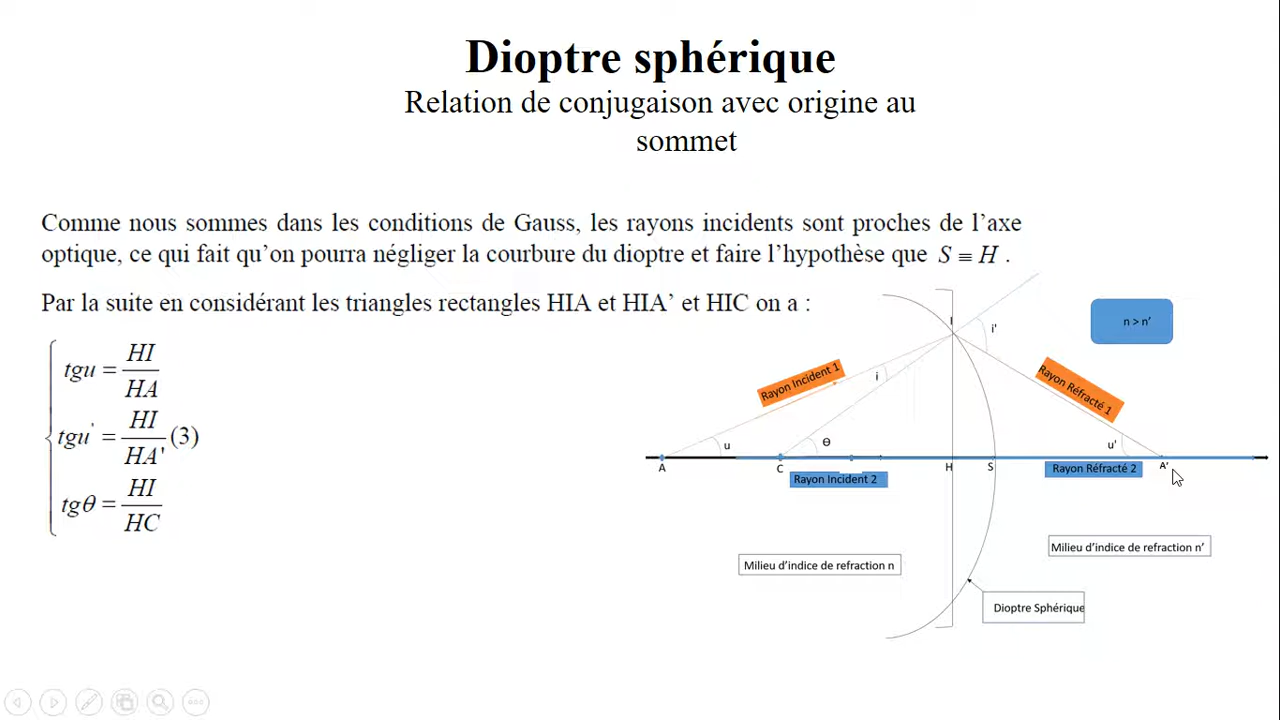 Dioptre sphérique
Relation de conjugaison avec origine au
sommet
Comme nous sommes dans les conditions de Gauss, les rayons incidents sont proches de l’axe
optique, ce qui fait qu’on pourra négliger la courbure du dioptre et faire l’hypothèse que S ≡ H .
Par la suite en considérant les triangles rectangles HIA et HIA’ et HIC on a :
tgu = HI / HA
tgu' = HI / HA' (3)
tgθ = HI / HC
I
i'
n > n’
Rayon Incident 1
i
Rayon Réfracté 1
u
Θ
u'
A
C
H
S
A’
Rayon Incident 2
Rayon Réfracté 2
Milieu d’indice de refraction n
Milieu d’indice de refraction n’
Dioptre Sphérique